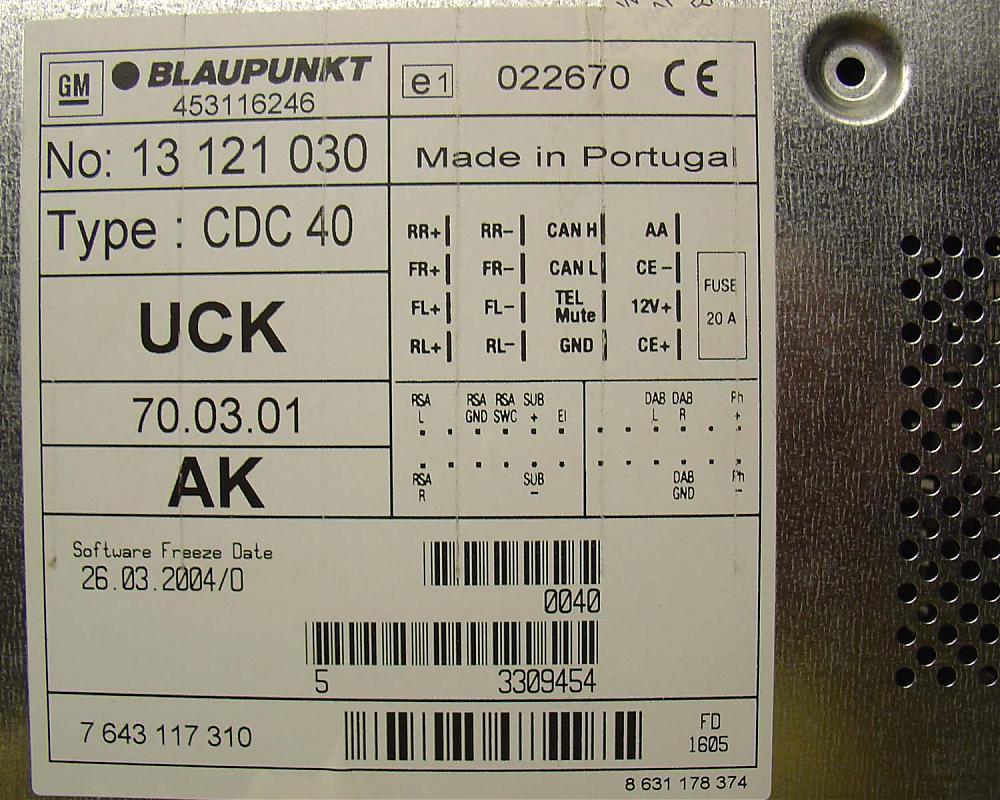 GM BLAUPUNKT
453116246
e1 022670 CE
No: 13 121 030
Made in Portugal
Type : CDC 40
UCK
70.03.01
AK
RR+ RR- CAN H AA
FR+ FR- CAN L CE-
FL+ FL- TEL Mute 12V+
RL+ RL- GND CE+
FUSE
20 A
RSA RSA RSA SUB DAB DAB Ph
L GND SWC + EI L R +
RSA SUB DAB Ph
R - GND -
Software Freeze Date
26.03.2004/0
0040
5 3309454
7 643 117 310
FD
1605
8 631 178 374